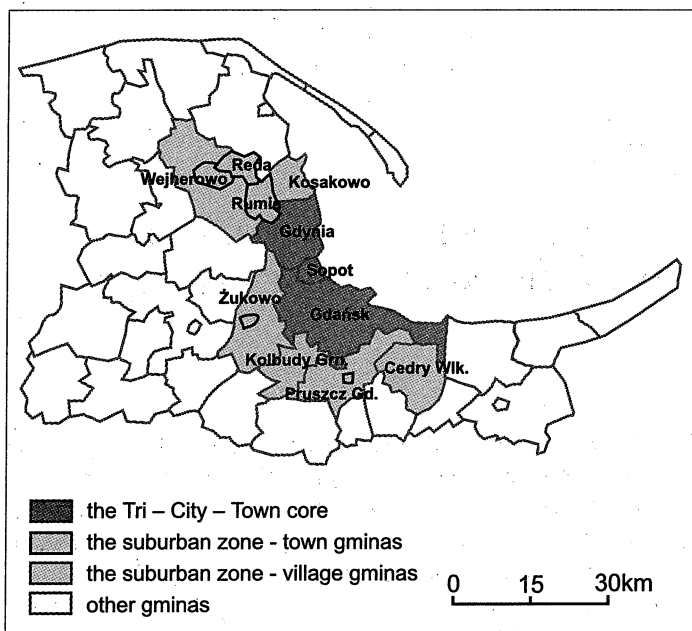 Reda
Wejherowo
Kosakowo
Rumia
Gdynia
Sopot
Żukowo
Gdańsk
Kolbudy Grn.
Cedry Wlk.
Pruszcz Gd.
the Tri – City – Town core
the suburban zone - town gminas
the suburban zone - village gminas
other gminas
0 15 30km